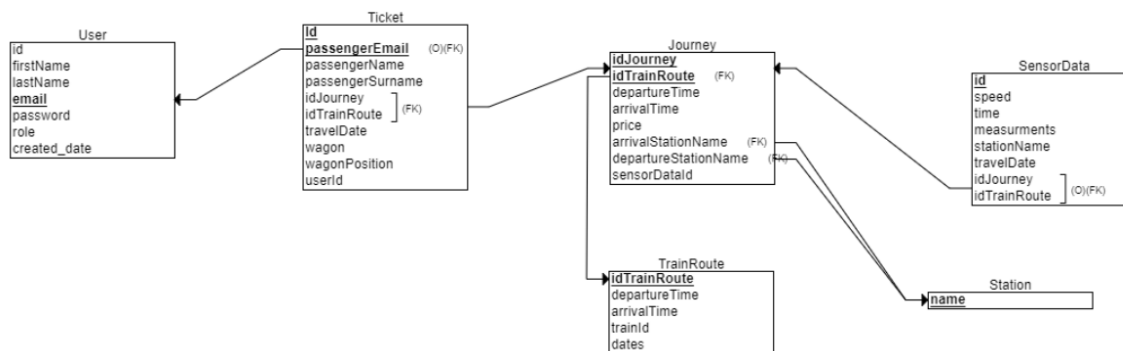 User
id
firstName
lastName
email
password
role
created_date
Ticket
Id
passengerEmail (O)(FK)
passengerName
passengerSurname
idJourney
idTrainRoute (FK)
travelDate
wagon
wagonPosition
userId
Journey
idJourney
idTrainRoute (FK)
departureTime
arrivalTime
price
arrivalStationName (FK)
departureStationName (FK)
sensorDataId
SensorData
id
speed
time
measurments
stationName
travelDate
idJourney
idTrainRoute (O)(FK)
TrainRoute
idTrainRoute
departureTime
arrivalTime
trainId
dates
Station
name